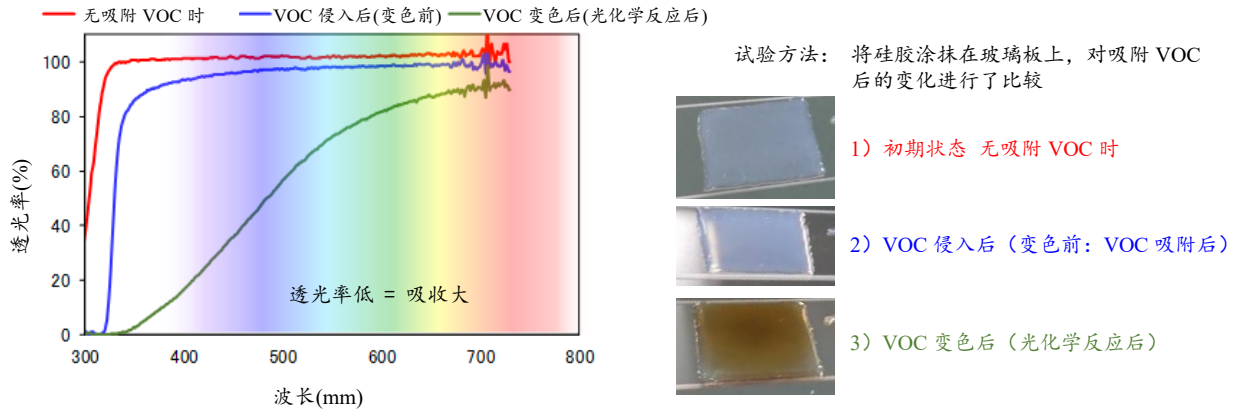 无吸附 VOC 时
VOC 侵入后(变色前)
VOC 变色后(光化学反应后)
透光率(%)
100
80
60
40
20
0
300
400
500
600
700
800
波长(mm)
透光率低 = 吸收大
试验方法: 将硅胶涂抹在玻璃板上，对吸附 VOC
后的变化进行了比较
1）初期状态 无吸附 VOC 时
2）VOC 侵入后（变色前：VOC 吸附后）
3）VOC 变色后（光化学反应后）